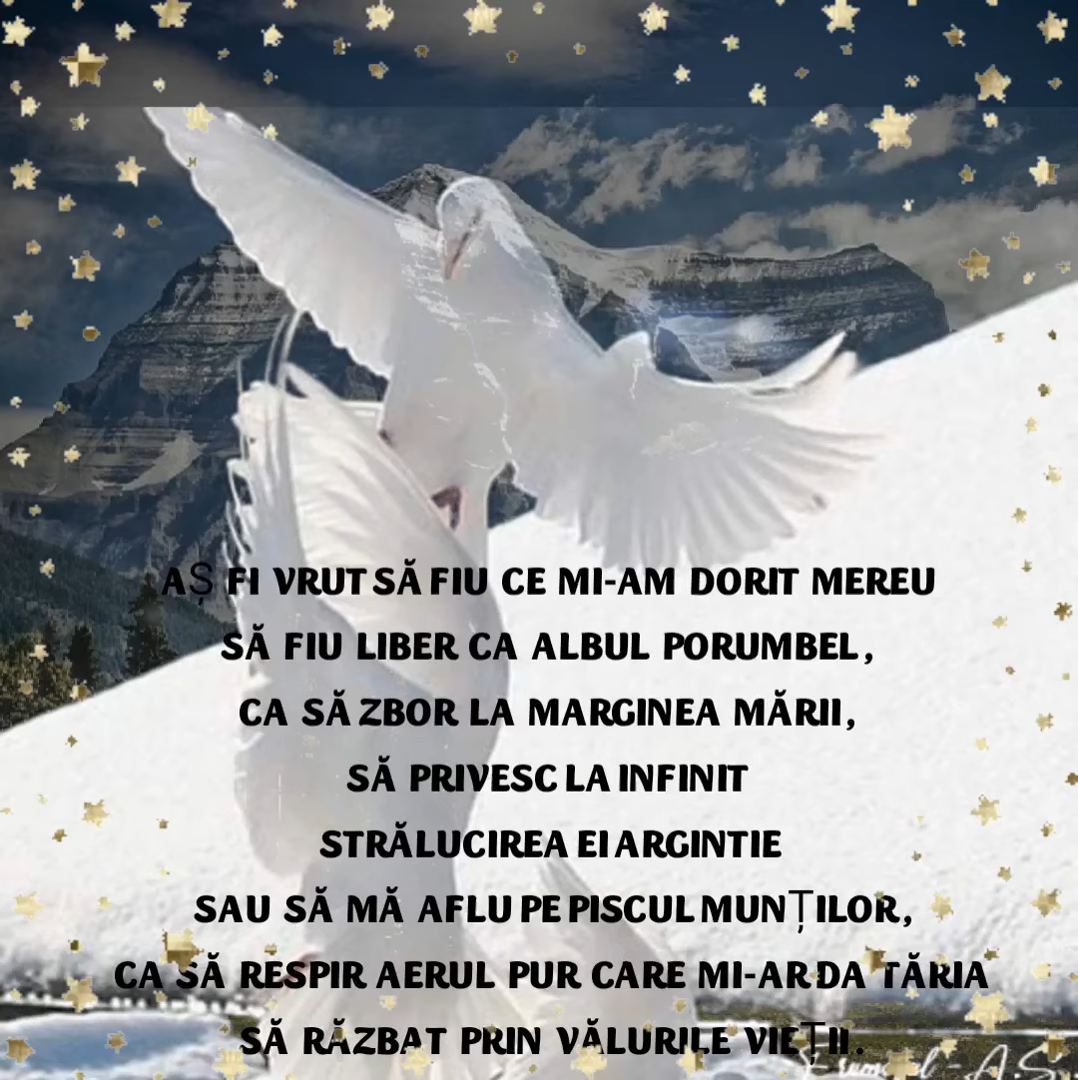 AȘ FI VRUT SĂ FIU CE MI-AM DORIT MEREU
SĂ FIU LIBER CA ALBUL PORUMBEL,
CA SĂ ZBOR LA MARGINEA MĂRII,
SĂ PRIVESC LA INFINIT
STRĂLUCIREA EI ARGINTIE
SAU SĂ MĂ AFLU PE PISCUL MUNȚILOR,
CA SĂ RESPIR AERUL PUR CARE MI-AR DA TĂRIA
SĂ RĂZBAT PRIN VĂLURILE VIEȚII.
A.S.